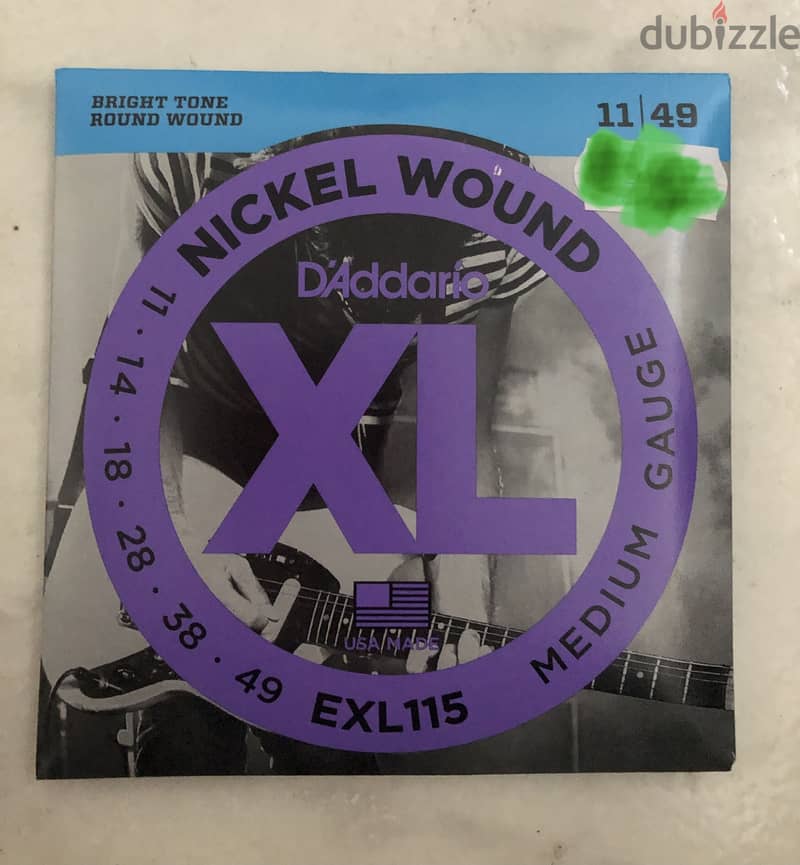 dubizzle
BRIGHT TONE
ROUND WOUND
11|49
NICKEL WOUND
D'Addario
XL
11 · 14 · 18 · 28 · 38 · 49
EXL115
MEDIUM GAUGE
USA MADE